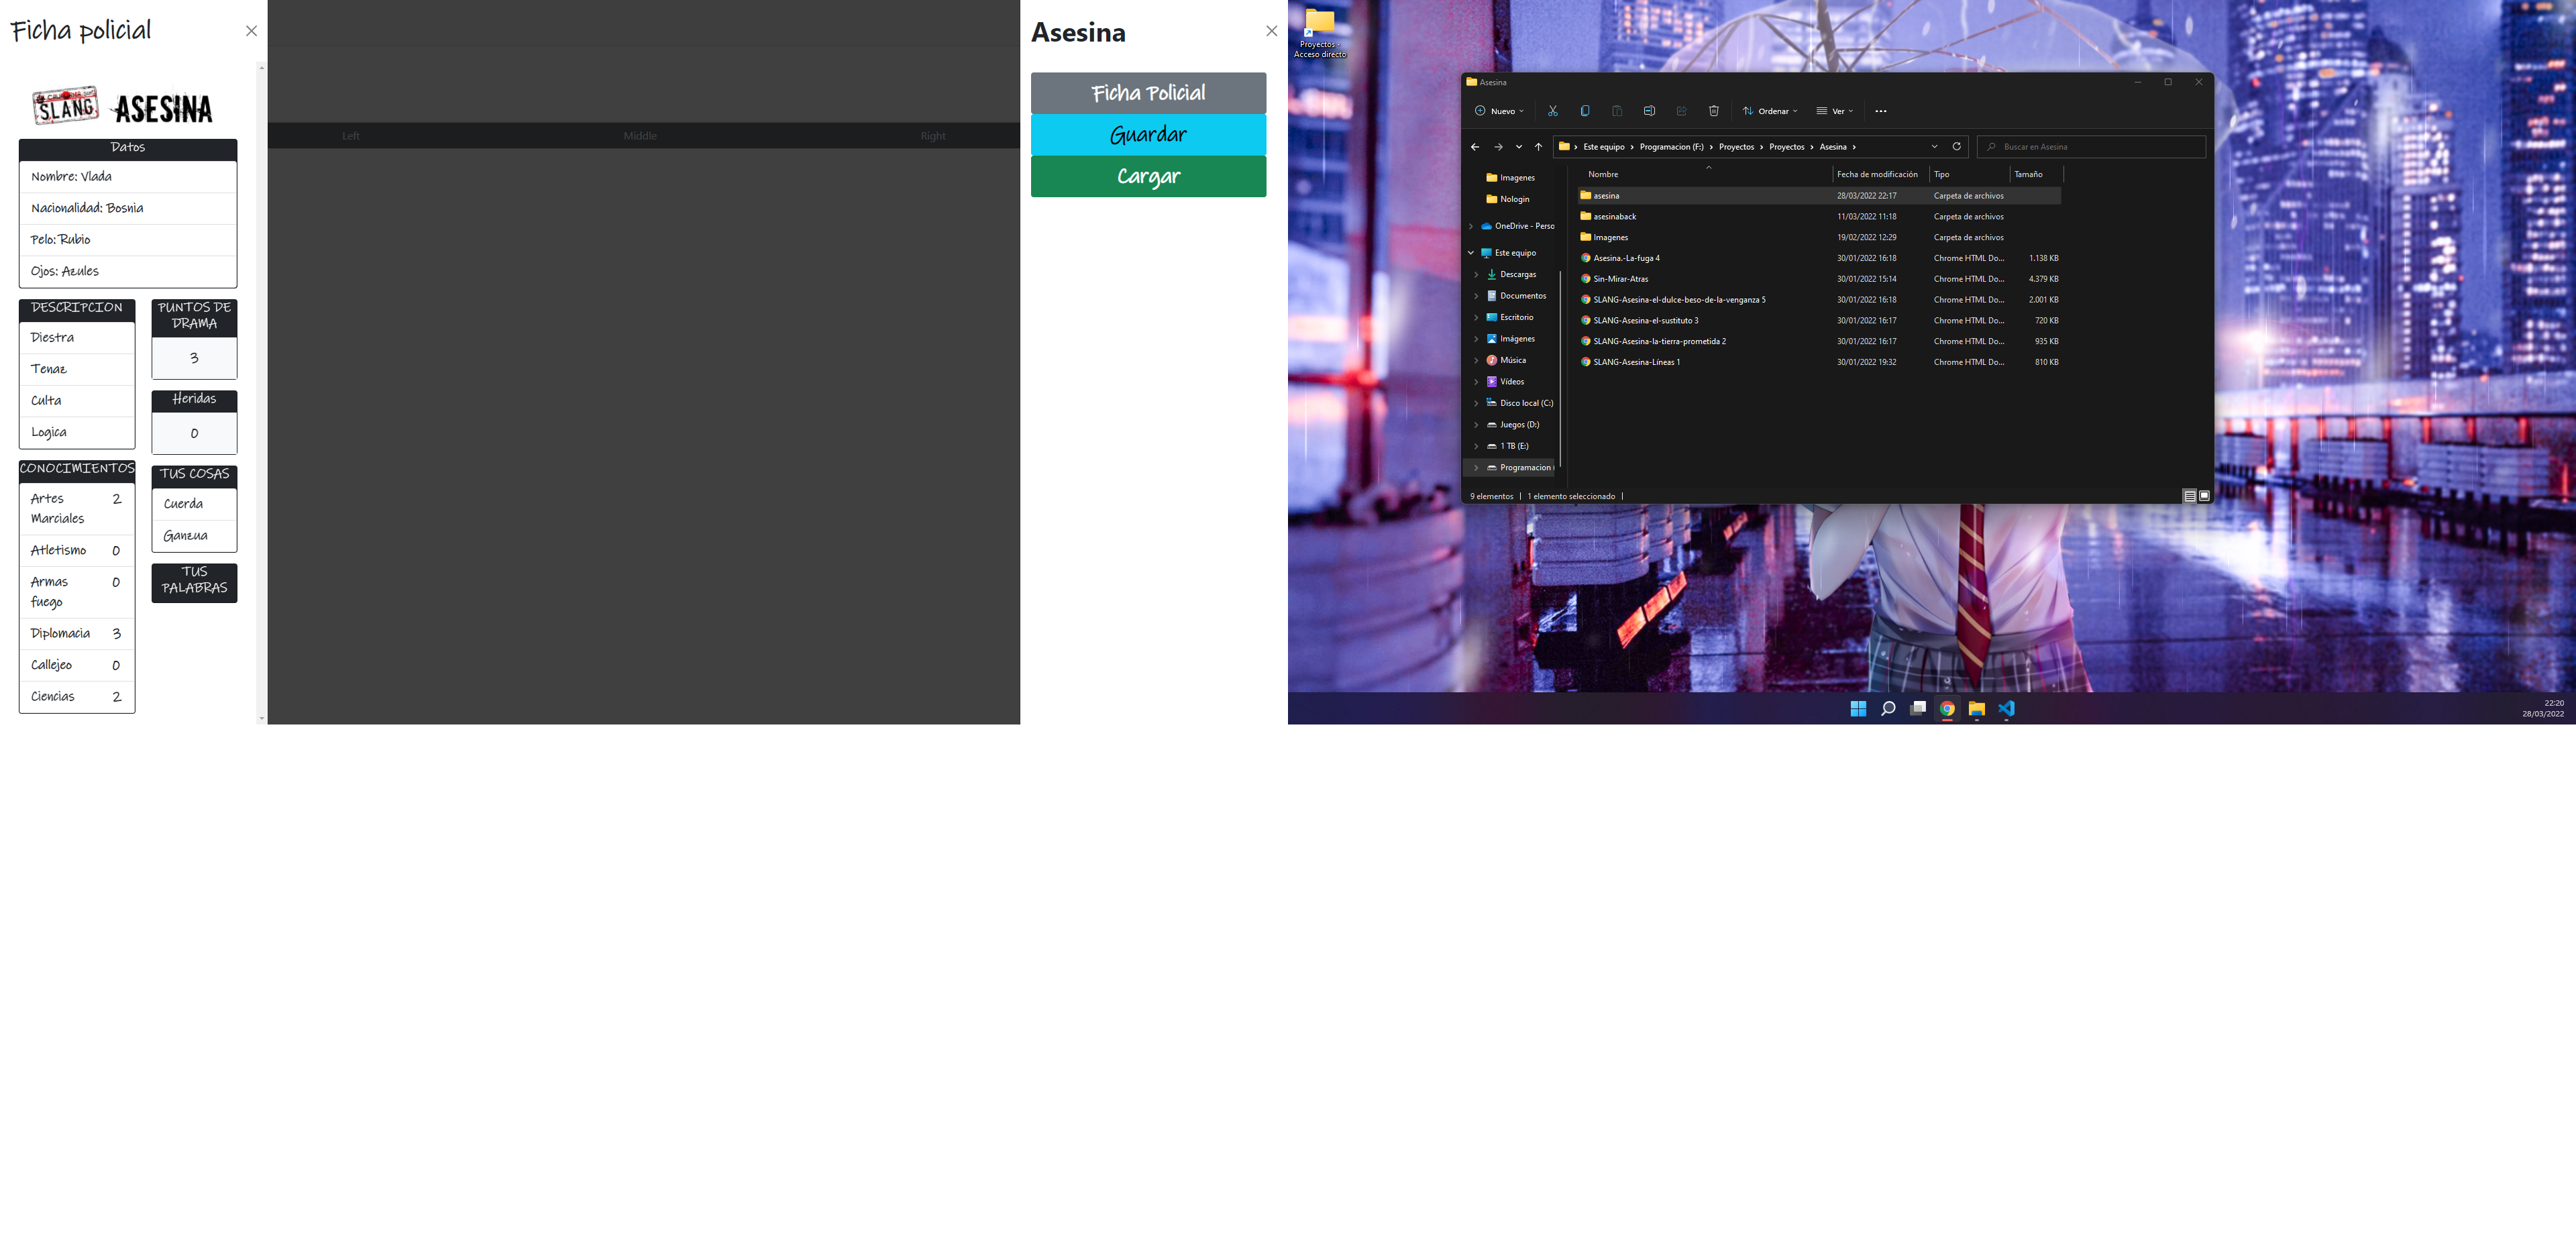 Ficha policial
SLANG ASESINA
Datos
Nombre: Vlada
Nacionalidad: Bosnia
Pelo: Rubio
Ojos: Azules
DESCRIPCION
Diestra
Tenaz
Culta
Logica
CONOCIMIENTOS
Artes Marciales 2
Atletismo 0
Armas fuego 0
Diplomacia 3
Callejeo 0
Ciencias 2
PUNTOS DE
DRAMA
3
Heridas
0
TUS COSAS
Cuerda
Ganzua
TUS
PALABRAS
Left Middle Right
Asesina
Ficha Policial
Guardar
Cargar
Proyectos -
Acceso directo
Asesina
Nuevo Ordenar Ver
Este equipo Programacion (F:) Proyectos Proyectos Asesina
Buscar en Asesina
Imagenes
Nologin
OneDrive - Perso
Este equipo
Descargas
Documentos
Escritorio
Imágenes
Música
Vídeos
Disco local (C:)
Juegos (D:)
1 TB (E:)
Programacion (
Nombre Fecha de modificación Tipo Tamaño
asesina 28/03/2022 22:17 Carpeta de archivos
asesinaback 11/03/2022 11:18 Carpeta de archivos
Imagenes 19/02/2022 12:29 Carpeta de archivos
Asesina.-La-fuga 4 30/01/2022 16:18 Chrome HTML Do... 1.138 KB
Sin-Mirar-Atras 30/01/2022 15:14 Chrome HTML Do... 4.379 KB
SLANG-Asesina-el-dulce-beso-de-la-venganza 5 30/01/2022 16:18 Chrome HTML Do... 2.001 KB
SLANG-Asesina-el-sustituto 3 30/01/2022 16:17 Chrome HTML Do... 720 KB
SLANG-Asesina-la-tierra-prometida 2 30/01/2022 16:17 Chrome HTML Do... 935 KB
SLANG-Asesina-Líneas 1 30/01/2022 19:32 Chrome HTML Do... 810 KB
9 elementos 1 elemento seleccionado
22:20
28/03/2022